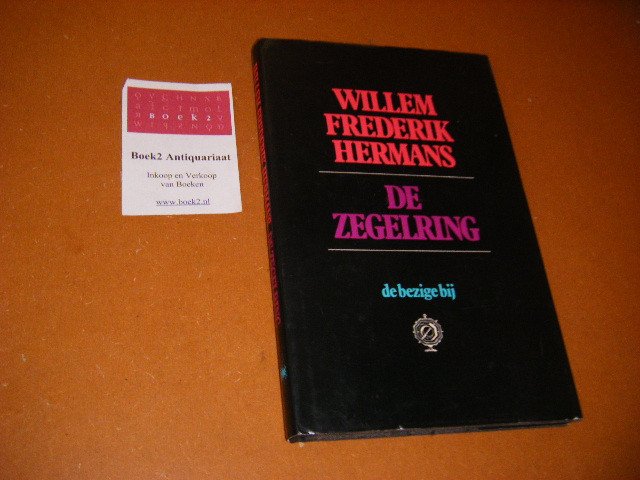 BOEK2
Boek2 Antiquariaat
Inkoop en Verkoop
van Boeken
www.boek2.nl
WILLEM
FREDERIK
HERMANS
DE
ZEGELRING
de bezige bij